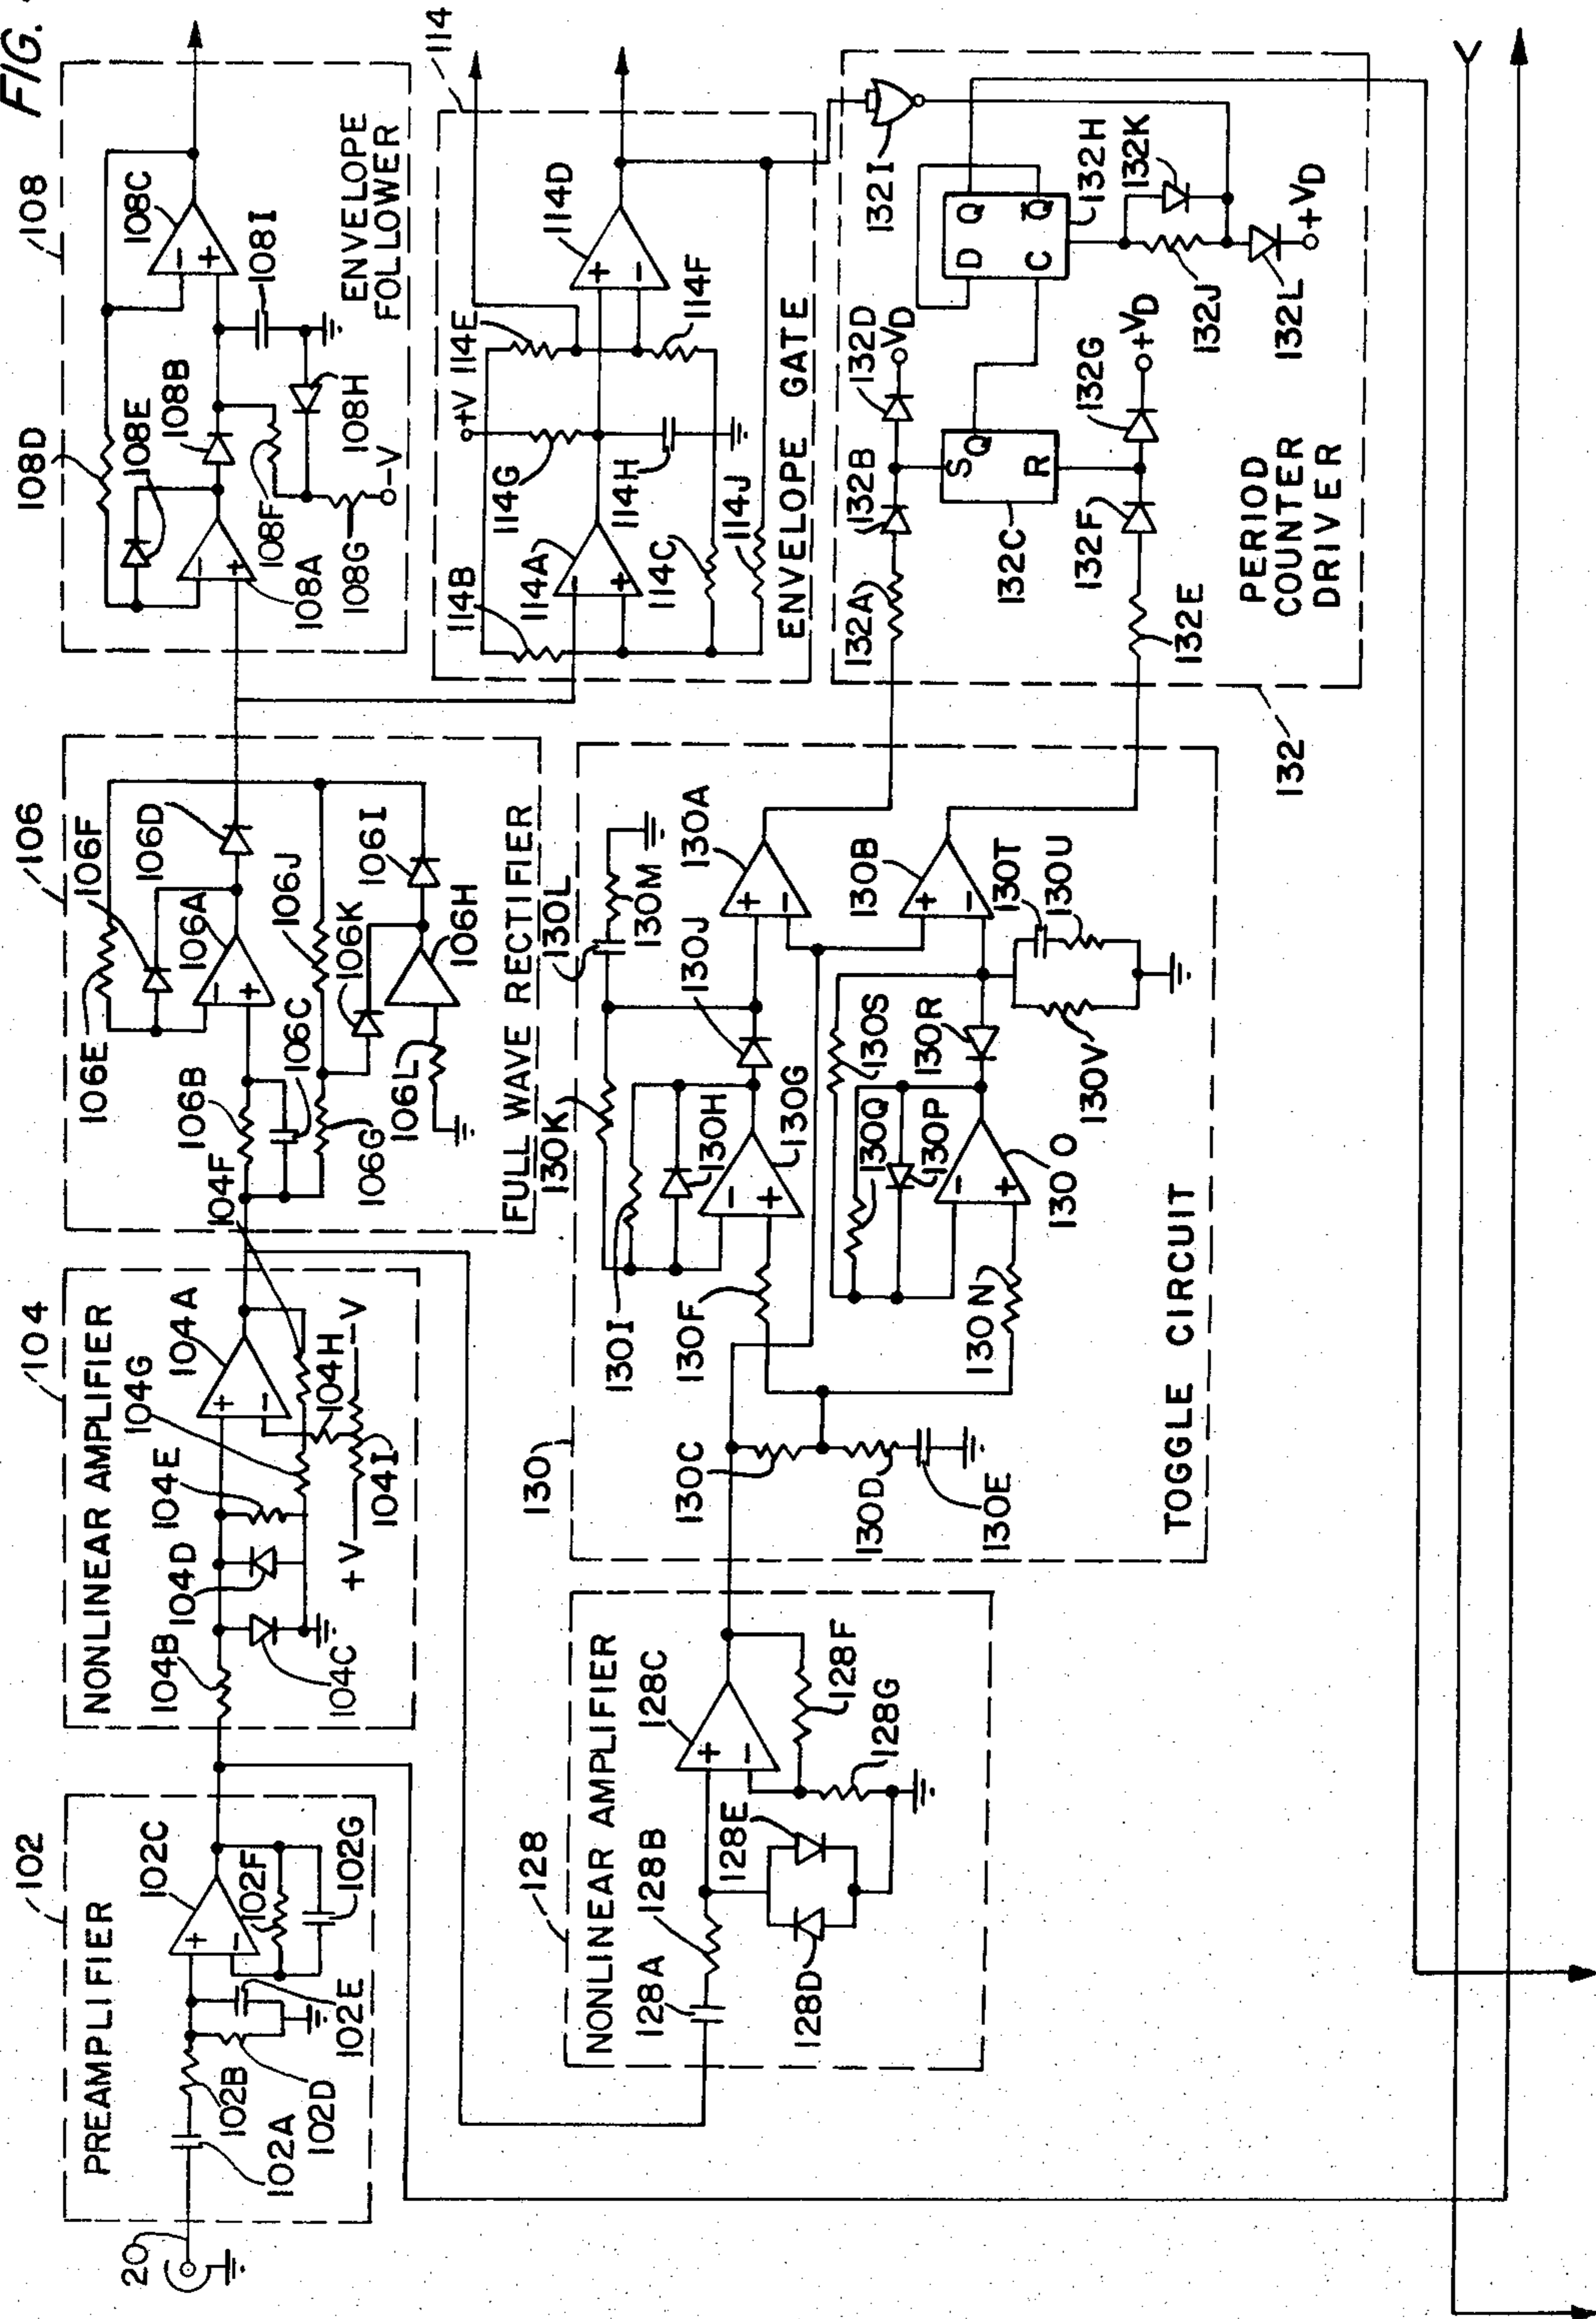 FIG.
102
PREAMPLIFIER
20
102A
102B
102C
102D
102E
102F
102G
+
−
104
NONLINEAR AMPLIFIER
104A
104B
104C
104D
104E
104F
104G
104H
104I
+V
−V
+
−
106
FULL WAVE RECTIFIER
106A
106B
106C
106D
106E
106F
106G
106H
106I
106J
106K
106L
−
+
108
ENVELOPE
FOLLOWER
108A
108B
108C
108D
108E
108F
108G
108H
108I
−V
−
+
−
+
114
ENVELOPE GATE
114A
114B
114C
114D
114E
114F
114G
114H
114J
+V
−
+
+
−
128
NONLINEAR AMPLIFIER
128A
128B
128C
128D
128E
128F
128G
+
−
130
TOGGLE CIRCUIT
130A
130B
130C
130D
130E
130F
130G
130H
130I
130J
130K
130L
130M
130N
130O
130P
130Q
130R
130S
130T
130U
130V
+
−
+
−
−
+
−
+
132
PERIOD
COUNTER
DRIVER
132A
132B
132C
132D
132E
132F
132G
132H
132I
132J
132K
132L
VD
+VD
+VD
S
Q
R
D
Q
C
Q̅